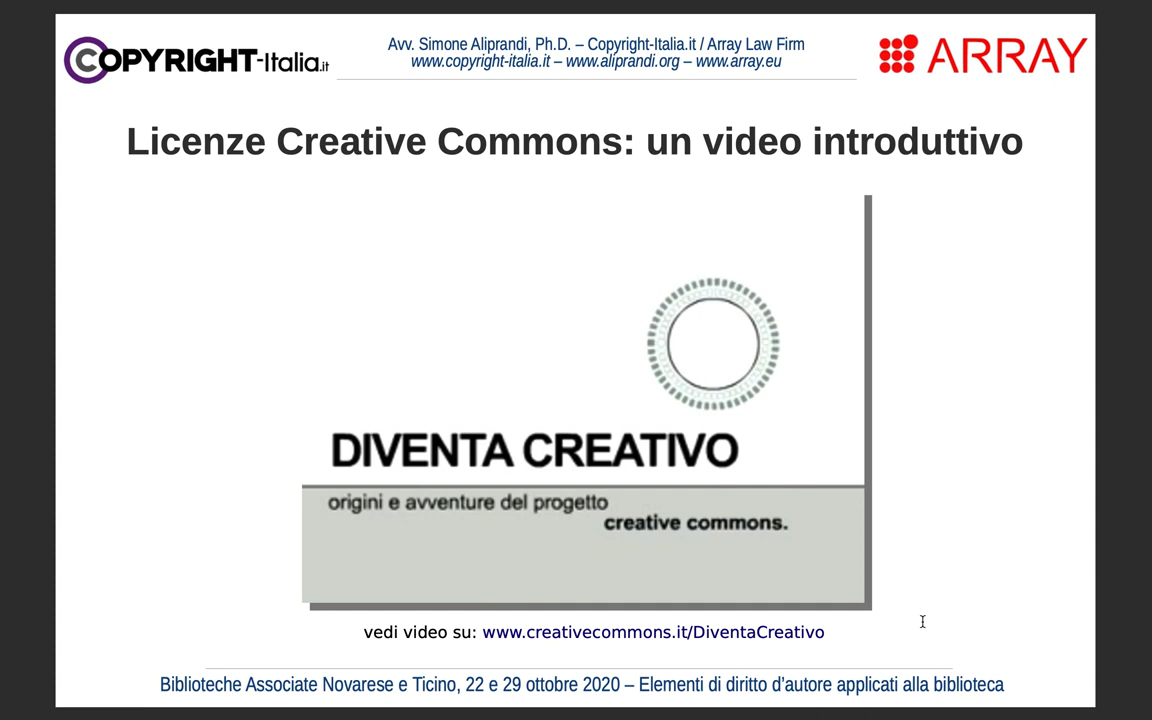 COPYRIGHT-Italia.it
Avv. Simone Aliprandi, Ph.D. – Copyright-Italia.it / Array Law Firm
www.copyright-italia.it – www.aliprandi.org – www.array.eu
ARRAY
Licenze Creative Commons: un video introduttivo
DIVENTA CREATIVO
origini e avventure del progetto
creative commons.
vedi video su: www.creativecommons.it/DiventaCreativo
Biblioteche Associate Novarese e Ticino, 22 e 29 ottobre 2020 – Elementi di diritto d’autore applicati alla biblioteca